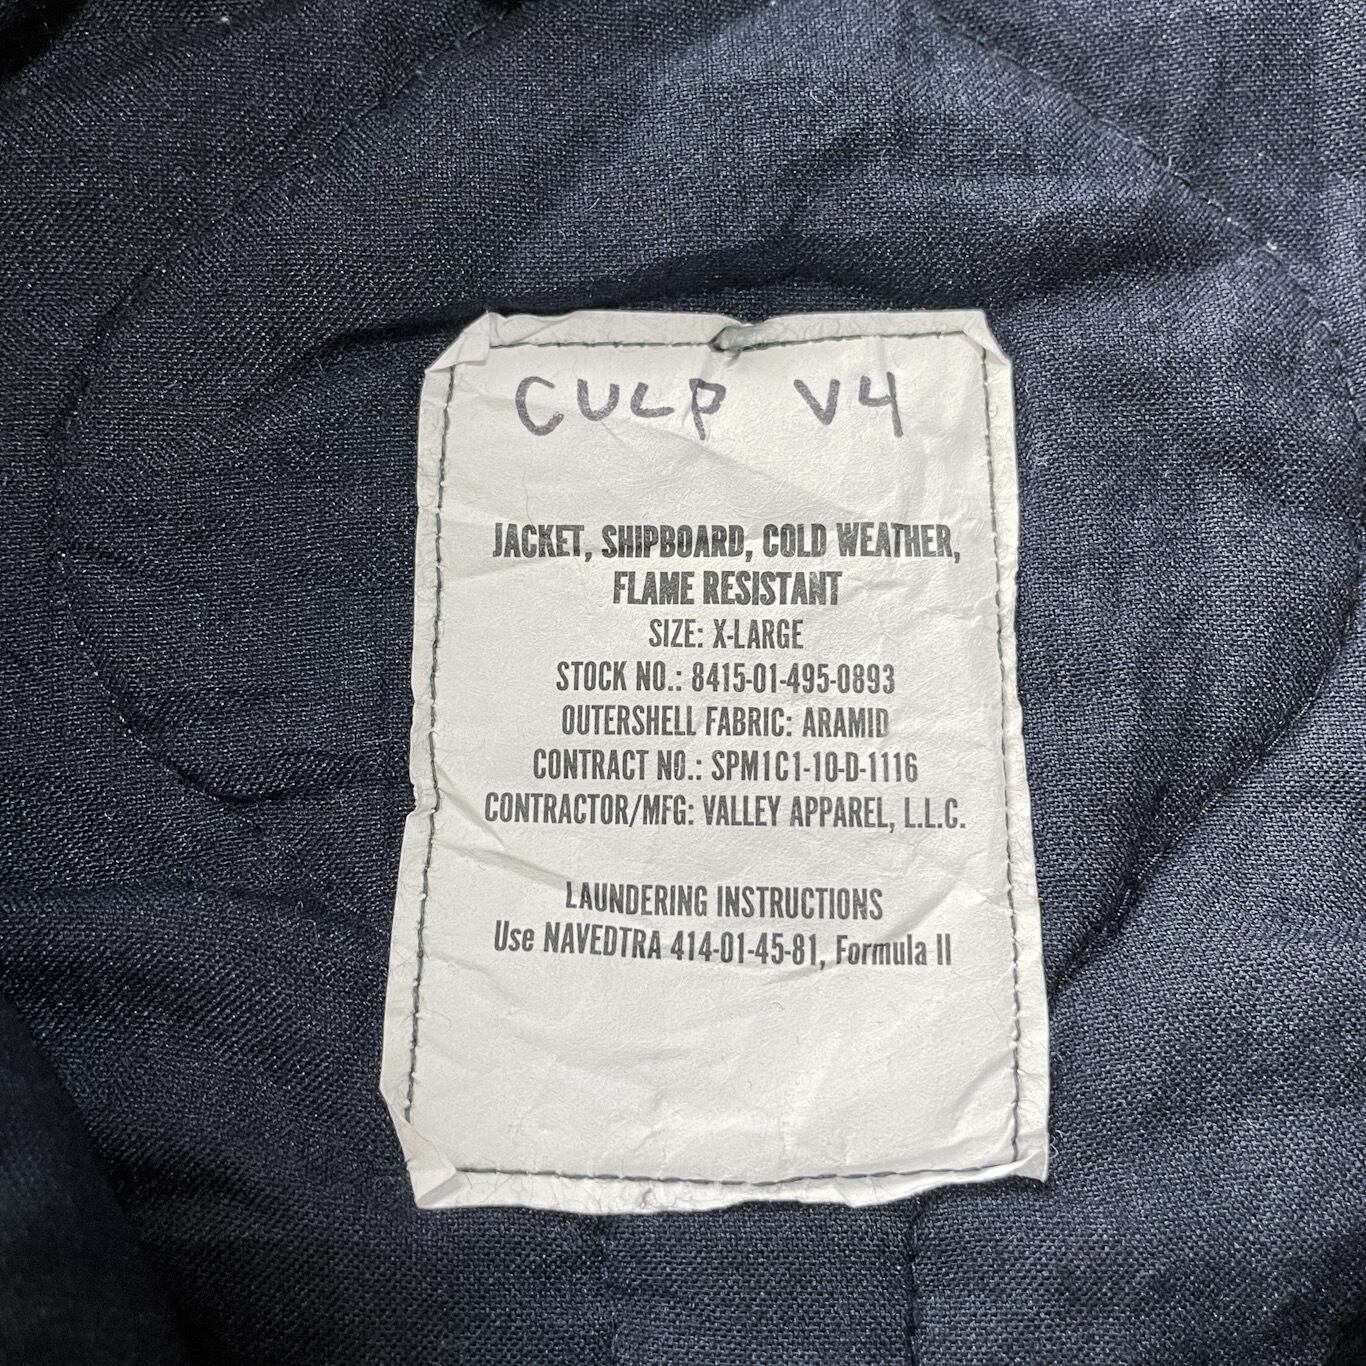 CULP V4
JACKET, SHIPBOARD, COLD WEATHER,
FLAME RESISTANT
SIZE: X-LARGE
STOCK NO.: 8415-01-495-0893
OUTERSHELL FABRIC: ARAMID
CONTRACT NO.: SPM1C1-10-D-1116
CONTRACTOR/MFG: VALLEY APPAREL, L.L.C.
LAUNDERING INSTRUCTIONS
Use NAVEDTRA 414-01-45-81, Formula II